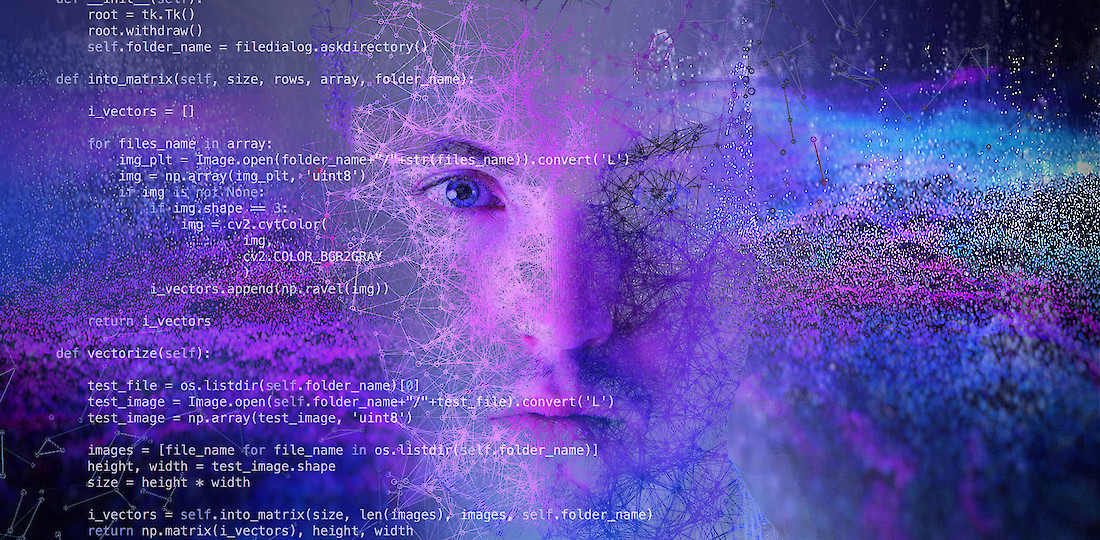 def __init__(self):
root = tk.Tk()
root.withdraw()
self.folder_name = filedialog.askdirectory()
def into_matrix(self, size, rows, array, folder_name):
i_vectors = []
for files_name in array:
img_plt = Image.open(folder_name+"/"+str(files_name)).convert('L')
img = np.array(img_plt, 'uint8')
if img is not None:
if img.shape == 3:
img = cv2.cvtColor(
img,
cv2.COLOR_BGR2GRAY
)
i_vectors.append(np.ravel(img))
return i_vectors
def vectorize(self):
test_file = os.listdir(self.folder_name)[0]
test_image = Image.open(self.folder_name+"/"+test_file).convert('L')
test_image = np.array(test_image, 'uint8')
images = [file_name for file_name in os.listdir(self.folder_name)]
height, width = test_image.shape
size = height * width
i_vectors = self.into_matrix(size, len(images), images, self.folder_name)
return np.matrix(i_vectors), height, width